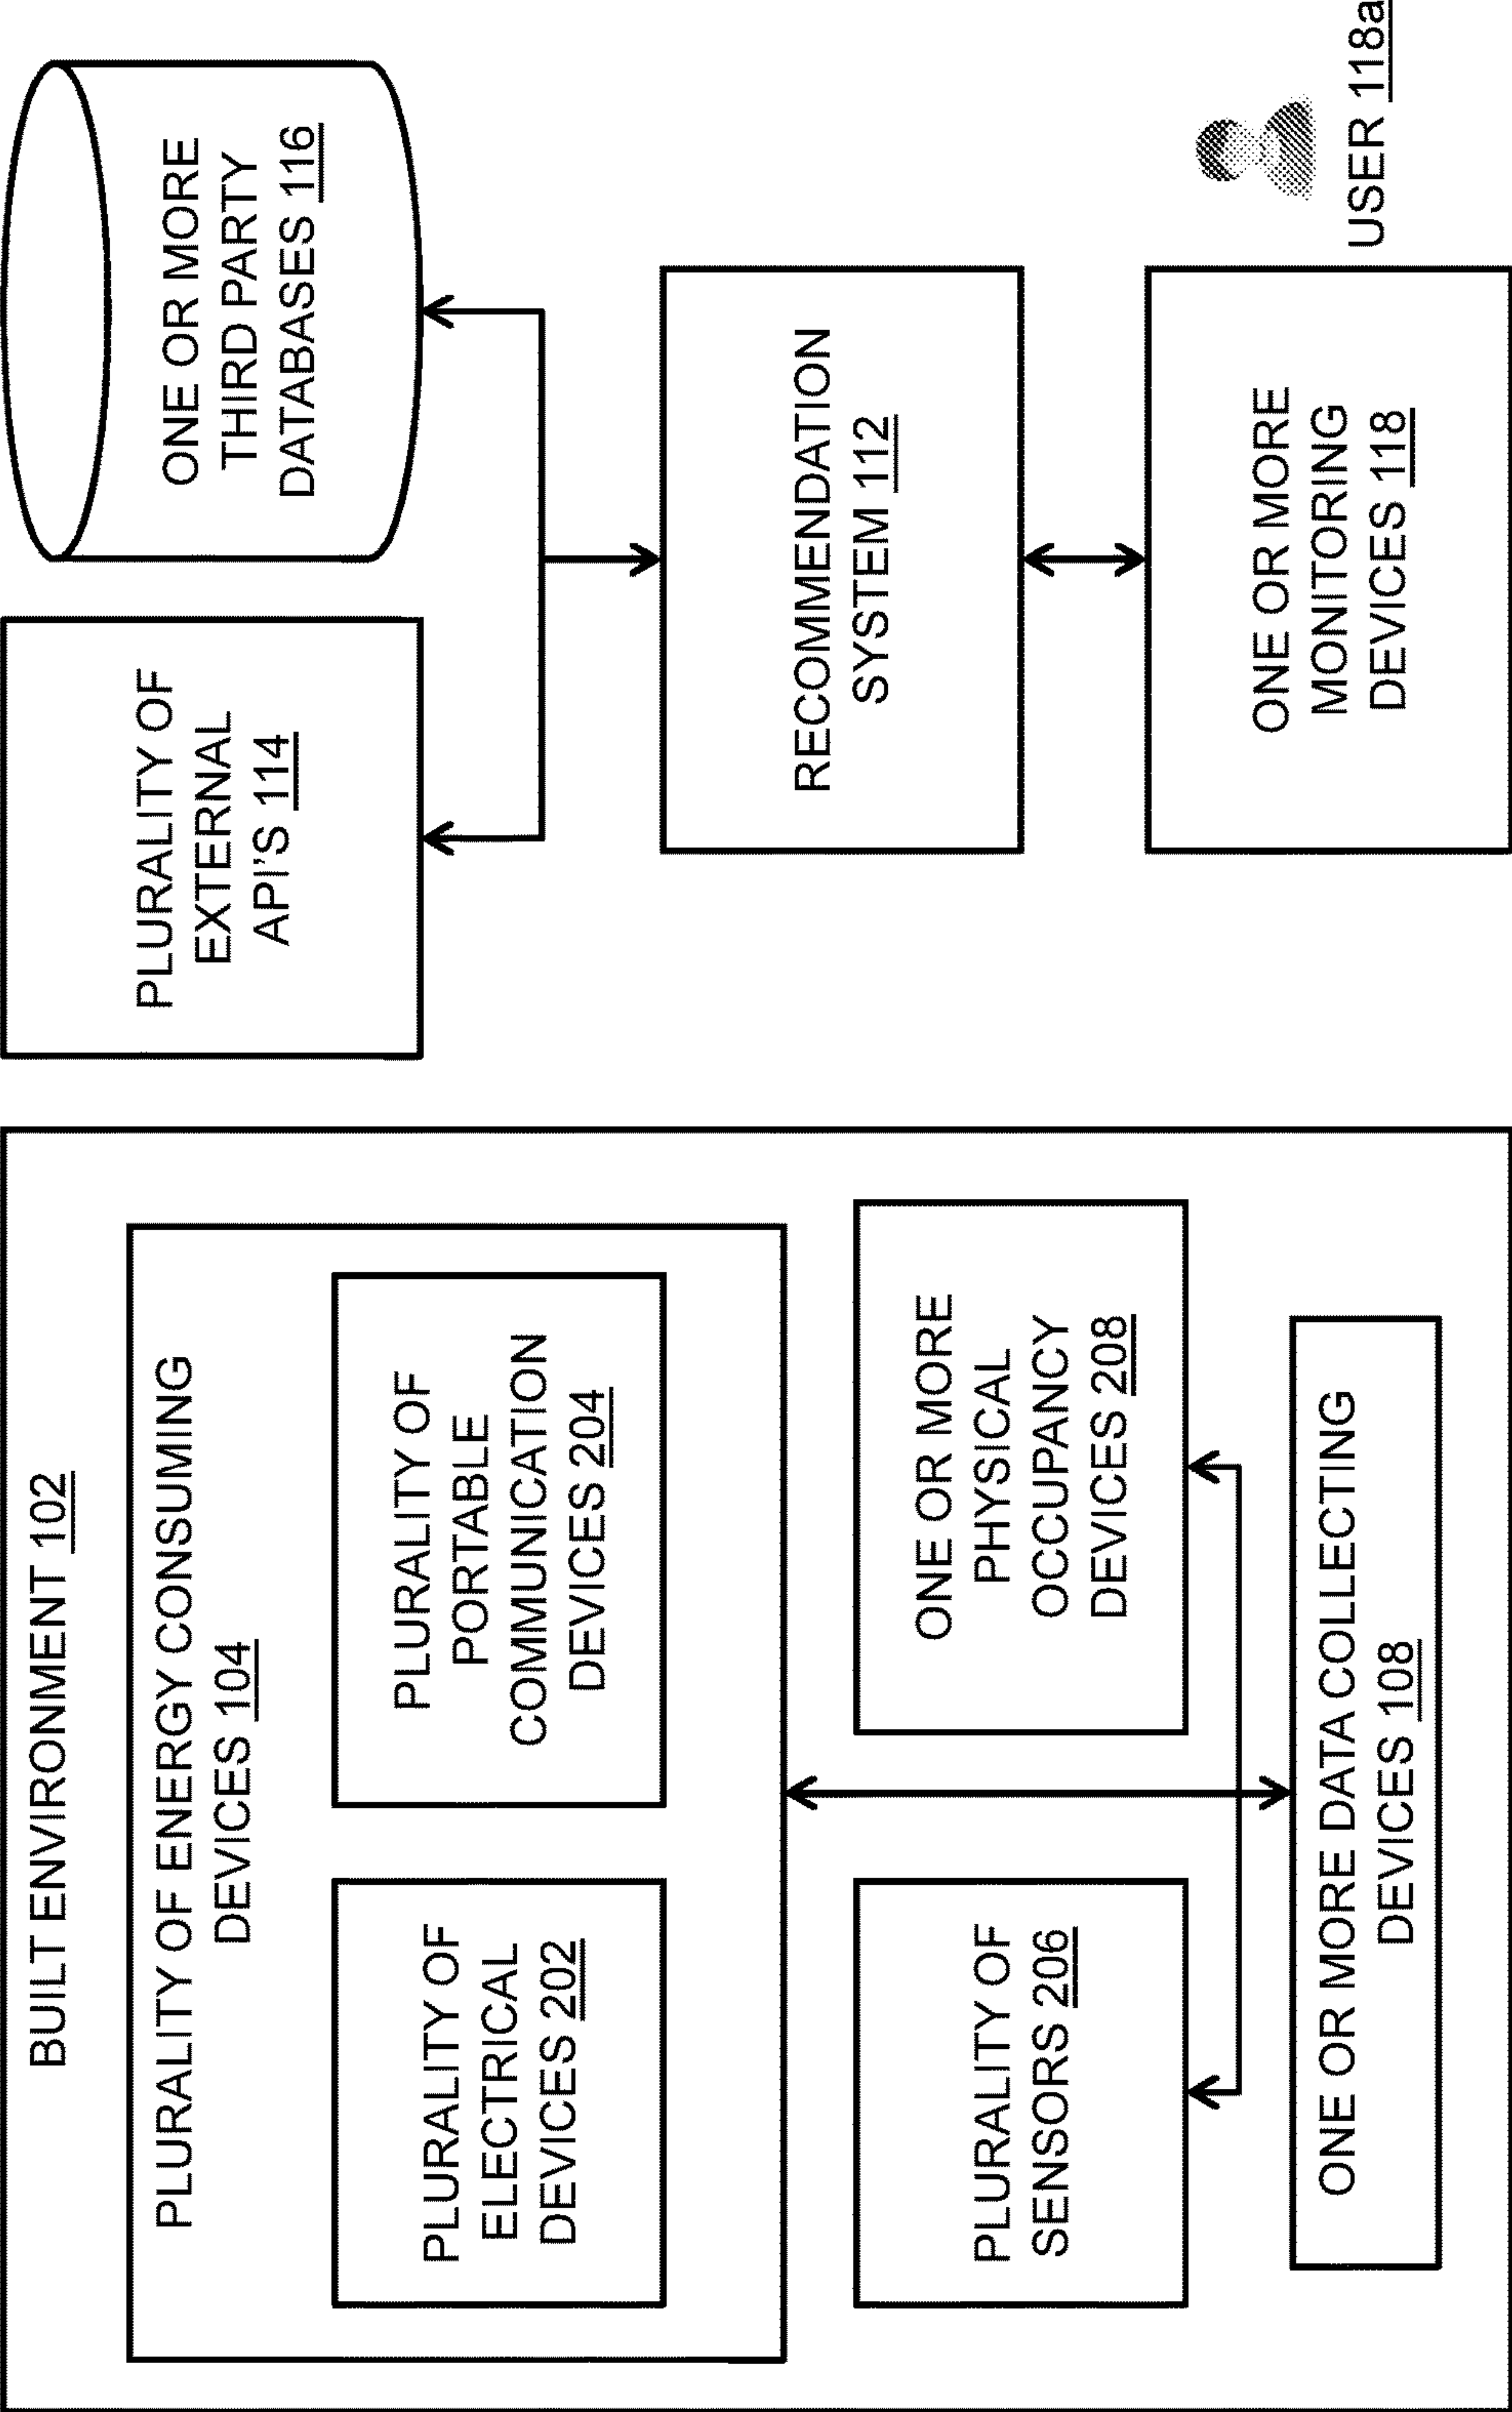 BUILT ENVIRONMENT 102
PLURALITY OF ENERGY CONSUMING
DEVICES 104
PLURALITY OF
ELECTRICAL
DEVICES 202
PLURALITY OF
PORTABLE
COMMUNICATION
DEVICES 204
PLURALITY OF
SENSORS 206
ONE OR MORE
PHYSICAL
OCCUPANCY
DEVICES 208
ONE OR MORE DATA COLLECTING
DEVICES 108
PLURALITY OF
EXTERNAL
API'S 114
ONE OR MORE
THIRD PARTY
DATABASES 116
RECOMMENDATION
SYSTEM 112
ONE OR MORE
MONITORING
DEVICES 118
USER 118a